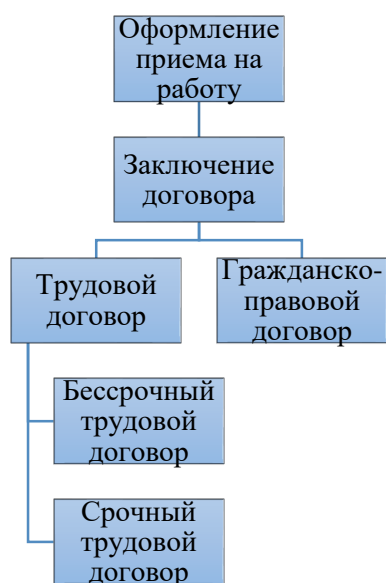 Оформление
приема на
работу
Заключение
договора
Трудовой
договор
Гражданско-
правовой
договор
Бессрочный
трудовой
договор
Срочный
трудовой
договор